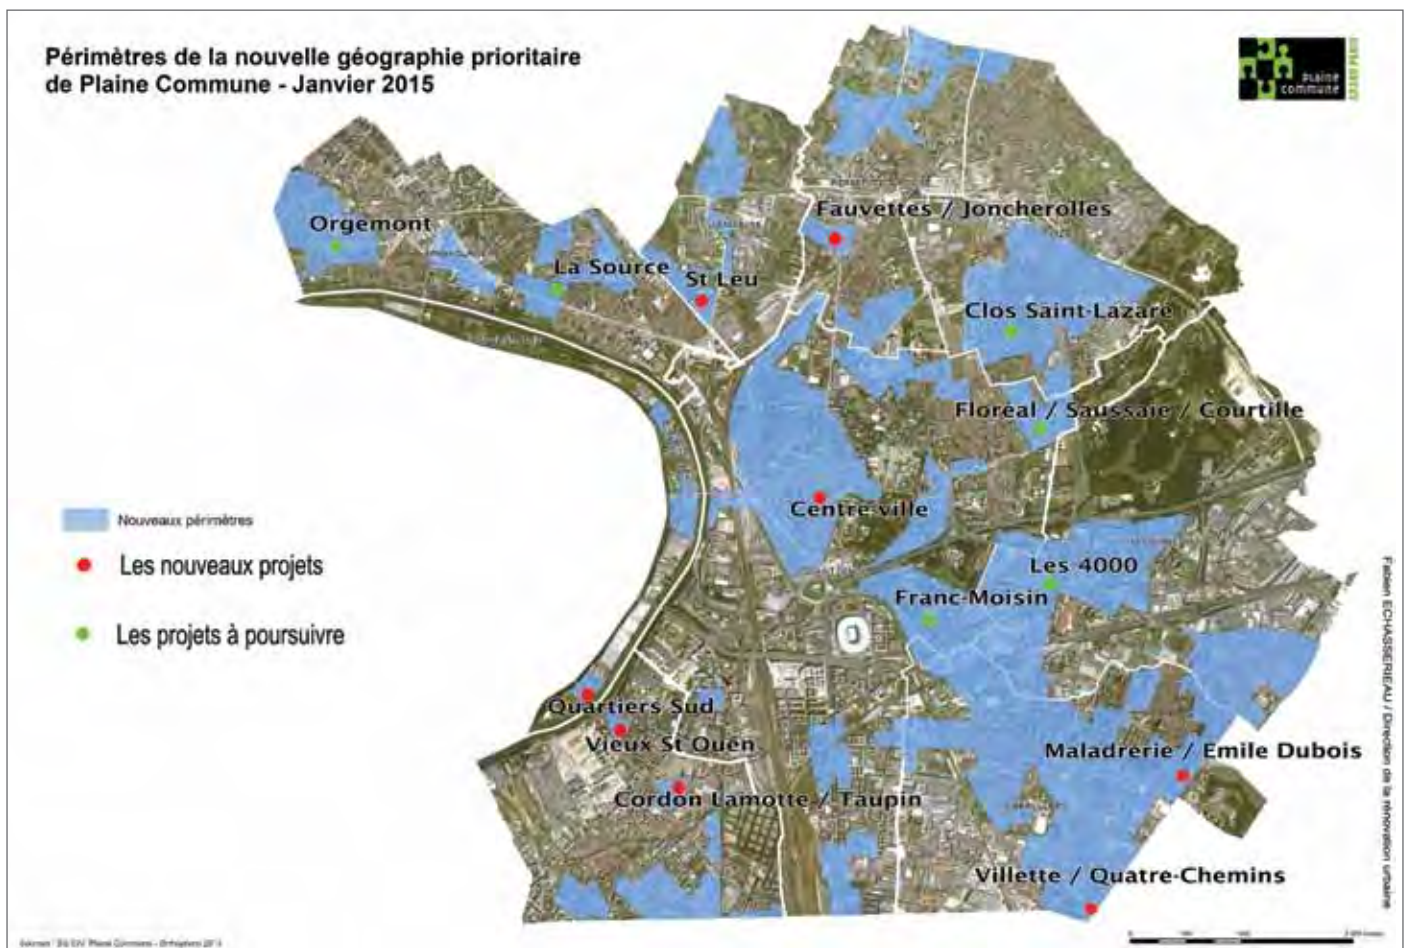 Périmètres de la nouvelle géographie prioritaire
de Plaine Commune - Janvier 2015
PLAINE
commune
GRAND PARIS
Orgemont
Fauvettes / Joncherolles
La Source
St Leu
Clos Saint-Lazare
Floréal / Saussaie / Courtille
Centre-ville
Nouveaux périmètres
Les nouveaux projets
Les 4000
Franc-Moisin
Les projets à poursuivre
Quartiers Sud
Vieux St Ouen
Maladrerie / Emile Dubois
Cordon Lamotte / Taupin
Villette / Quatre-Chemins
Fabien ECHASSERIEAU / Direction de la rénovation urbaine